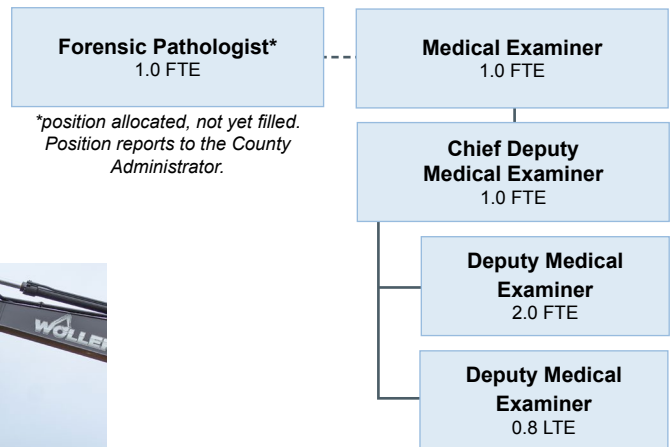 Forensic Pathologist*
1.0 FTE
*position allocated, not yet filled.
Position reports to the County
Administrator.
Medical Examiner
1.0 FTE
Chief Deputy
Medical Examiner
1.0 FTE
Deputy Medical
Examiner
2.0 FTE
Deputy Medical
Examiner
0.8 LTE